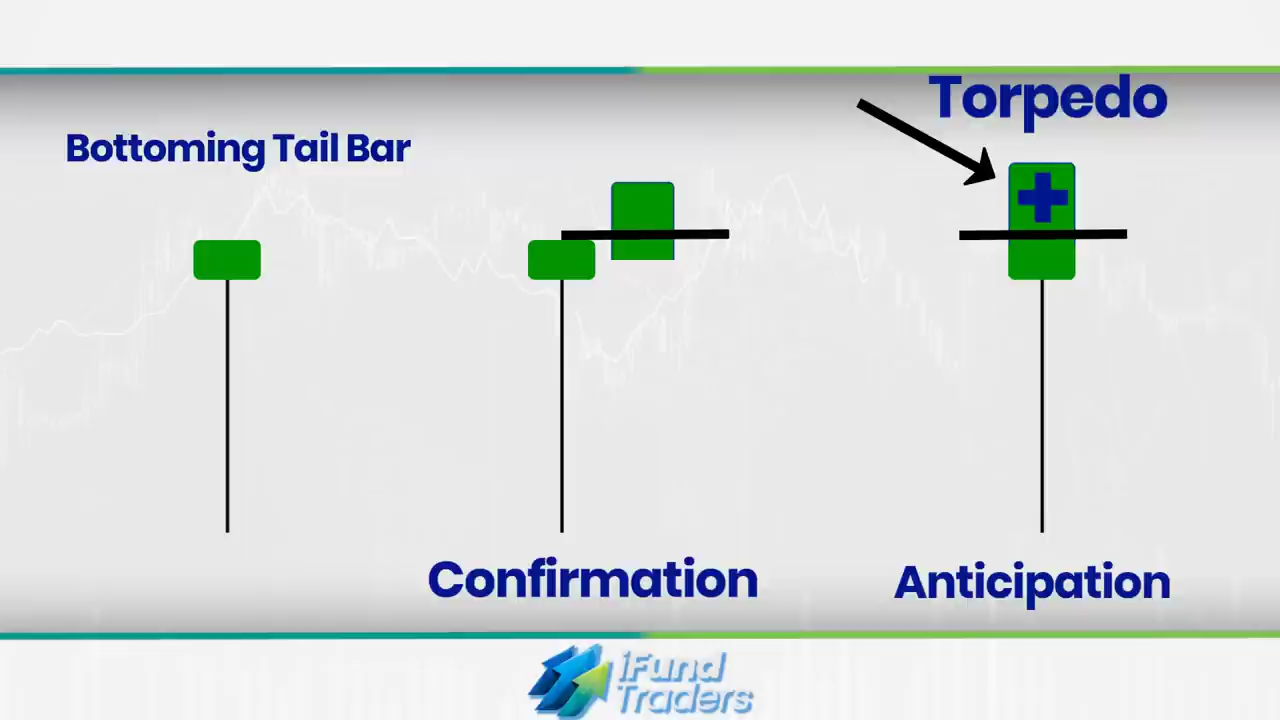 Torpedo
Bottoming Tail Bar
Confirmation
Anticipation
iFund
Traders